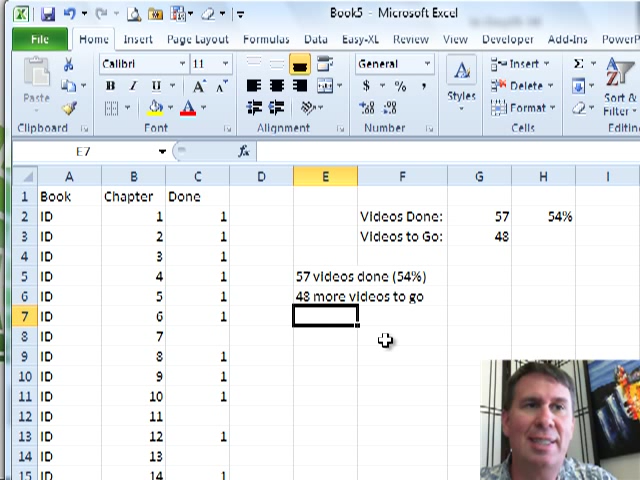 Book5 - Microsoft Excel
File Home Insert Page Layout Formulas Data Easy-XL Review View Developer Add-Ins PowerP
Paste Calibri 11 General Styles Insert Delete Format Sort & Filter
B I U A A $ % , Σ
Clipboard Font Alignment Number Cells Editin
E7 fx
A B C D E F G H I
1 Book Chapter Done
2 ID 1 1 Videos Done: 57 54%
3 ID 2 1 Videos to Go: 48
4 ID 3 1
5 ID 4 1 57 videos done (54%)
6 ID 5 1 48 more videos to go
7 ID 6 1
8 ID 7
9 ID 8 1
10 ID 9 1
11 ID 10 1
12 ID 11
13 ID 12 1
14 ID 13
15 ID 14 1